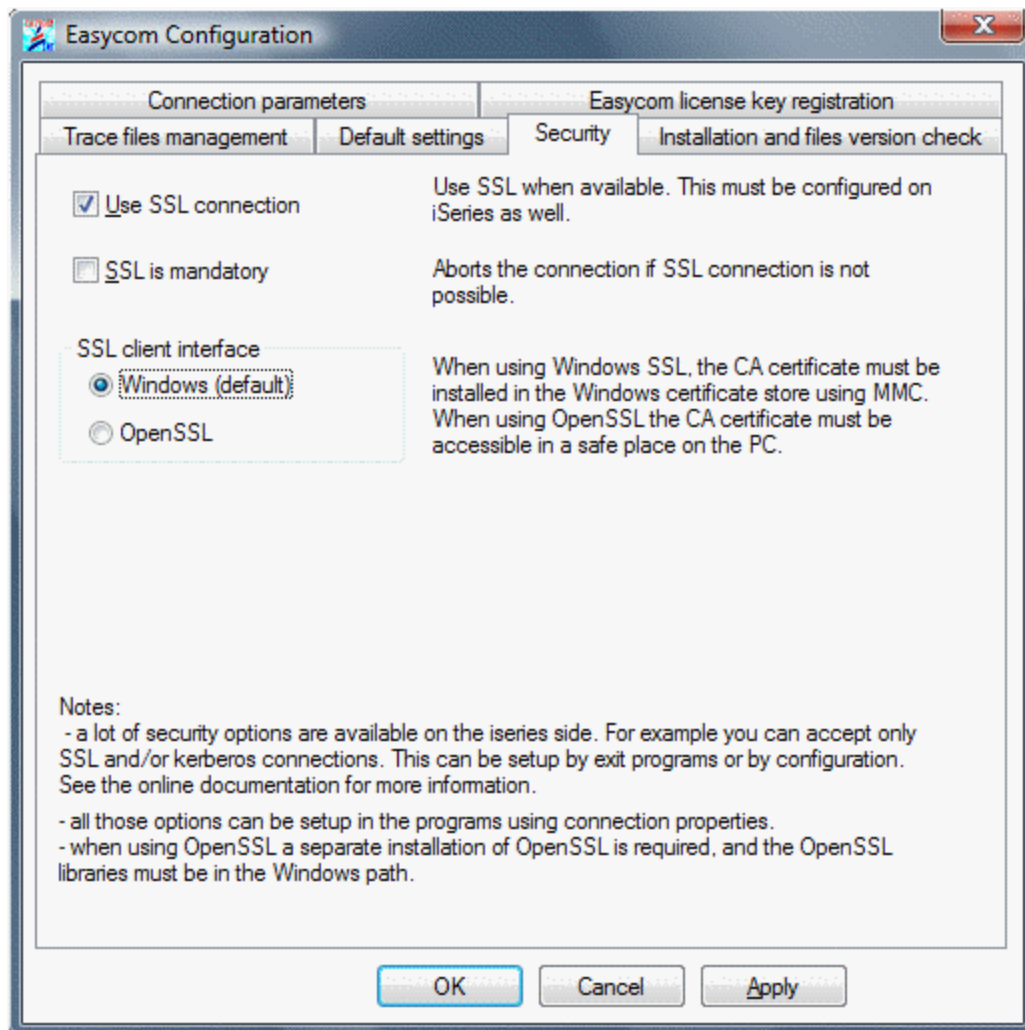 Easycom Configuration
Connection parameters
Easycom license key registration
Trace files management
Default settings
Security
Installation and files version check
Use SSL connection
Use SSL when available. This must be configured on
iSeries as well.
SSL is mandatory
Aborts the connection if SSL connection is not
possible.
SSL client interface
Windows (default)
OpenSSL
When using Windows SSL, the CA certificate must be
installed in the Windows certificate store using MMC.
When using OpenSSL the CA certificate must be
accessible in a safe place on the PC.
Notes:
- a lot of security options are available on the iseries side. For example you can accept only
SSL and/or kerberos connections. This can be setup by exit programs or by configuration.
See the online documentation for more information.
- all those options can be setup in the programs using connection properties.
- when using OpenSSL a separate installation of OpenSSL is required, and the OpenSSL
libraries must be in the Windows path.
OK
Cancel
Apply